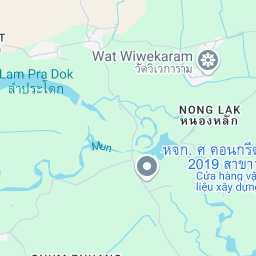 Wat Wiwekaram
วัดวิเวการาม
Lam Pra Dok
ลำประโดก
NONG LAK
หนองหลัก
Nun
หจก. ศ คอนกรีต
2019 สาขา
Cửa hàng vậ
liệu xây dựng